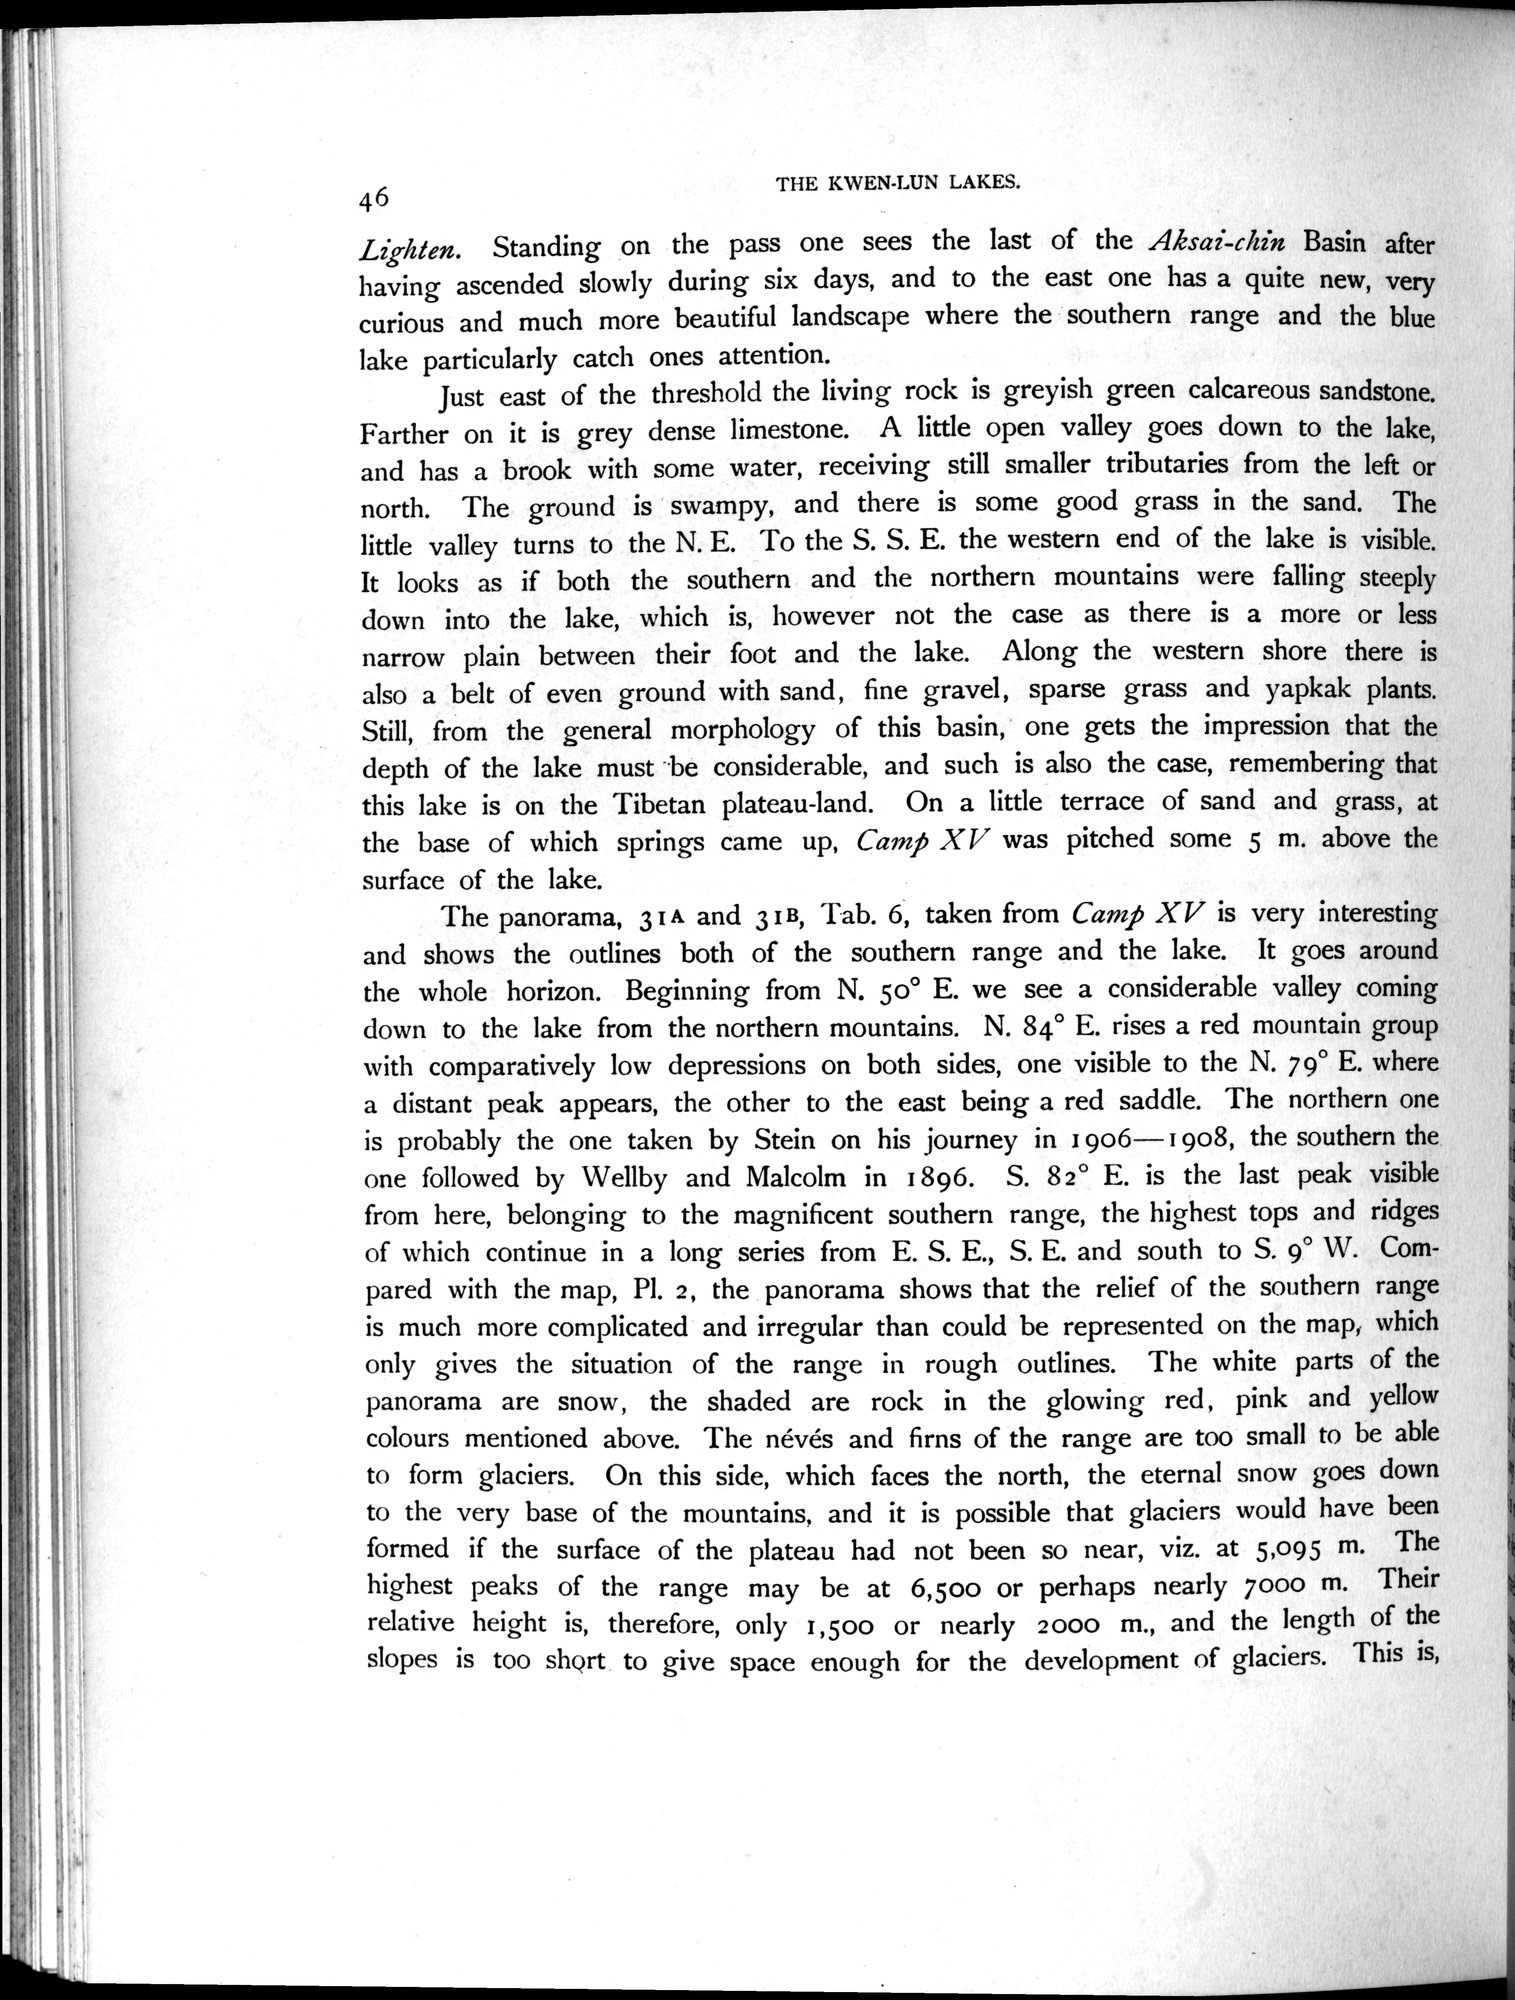 46
THE KWEN-LUN LAKES.
Lighten. Standing on the pass one sees the last of the Aksai-chin Basin after
having ascended slowly during six days, and to the east one has a quite new, very
curious and much more beautiful landscape where the southern range and the blue
lake particularly catch ones attention.
Just east of the threshold the living rock is greyish green calcareous sandstone.
Farther on it is grey dense limestone. A little open valley goes down to the lake,
and has a brook with some water, receiving still smaller tributaries from the left or
north. The ground is swampy, and there is some good grass in the sand. The
little valley turns to the N. E. To the S. S. E. the western end of the lake is visible.
It looks as if both the southern and the northern mountains were falling steeply
down into the lake, which is, however not the case as there is a more or less
narrow plain between their foot and the lake. Along the western shore there is
also a belt of even ground with sand, fine gravel, sparse grass and yapkak plants.
Still, from the general morphology of this basin, one gets the impression that the
depth of the lake must be considerable, and such is also the case, remembering that
this lake is on the Tibetan plateau-land. On a little terrace of sand and grass, at
the base of which springs came up, Camp XV was pitched some 5 m. above the
surface of the lake.
The panorama, 31A and 31B, Tab. 6, taken from Camp XV is very interesting
and shows the outlines both of the southern range and the lake. It goes around
the whole horizon. Beginning from N. 50° E. we see a considerable valley coming
down to the lake from the northern mountains. N. 84° E. rises a red mountain group
with comparatively low depressions on both sides, one visible to the N. 79° E. where
a distant peak appears, the other to the east being a red saddle. The northern one
is probably the one taken by Stein on his journey in 1906—1908, the southern the
one followed by Wellby and Malcolm in 1896. S. 82° E. is the last peak visible
from here, belonging to the magnificent southern range, the highest tops and ridges
of which continue in a long series from E. S. E., S. E. and south to S. 9° W. Com-
pared with the map, Pl. 2, the panorama shows that the relief of the southern range
is much more complicated and irregular than could be represented on the map, which
only gives the situation of the range in rough outlines. The white parts of the
panorama are snow, the shaded are rock in the glowing red, pink and yellow
colours mentioned above. The névés and firns of the range are too small to be able
to form glaciers. On this side, which faces the north, the eternal snow goes down
to the very base of the mountains, and it is possible that glaciers would have been
formed if the surface of the plateau had not been so near, viz. at 5,095 m. The
highest peaks of the range may be at 6,500 or perhaps nearly 7000 m. Their
relative height is, therefore, only 1,500 or nearly 2000 m., and the length of the
slopes is too short to give space enough for the development of glaciers. This is,